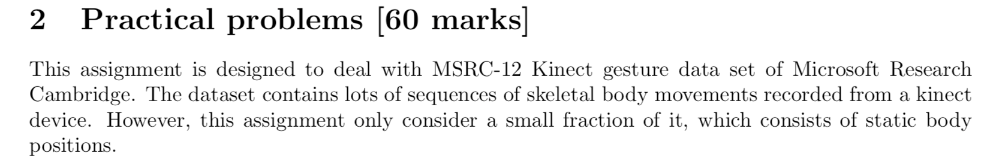 2 Practical problems [60 marks]
This assignment is designed to deal with MSRC-12 Kinect gesture data set of Microsoft Research
Cambridge. The dataset contains lots of sequences of skeletal body movements recorded from a kinect
device. However, this assignment only consider a small fraction of it, which consists of static body
positions.